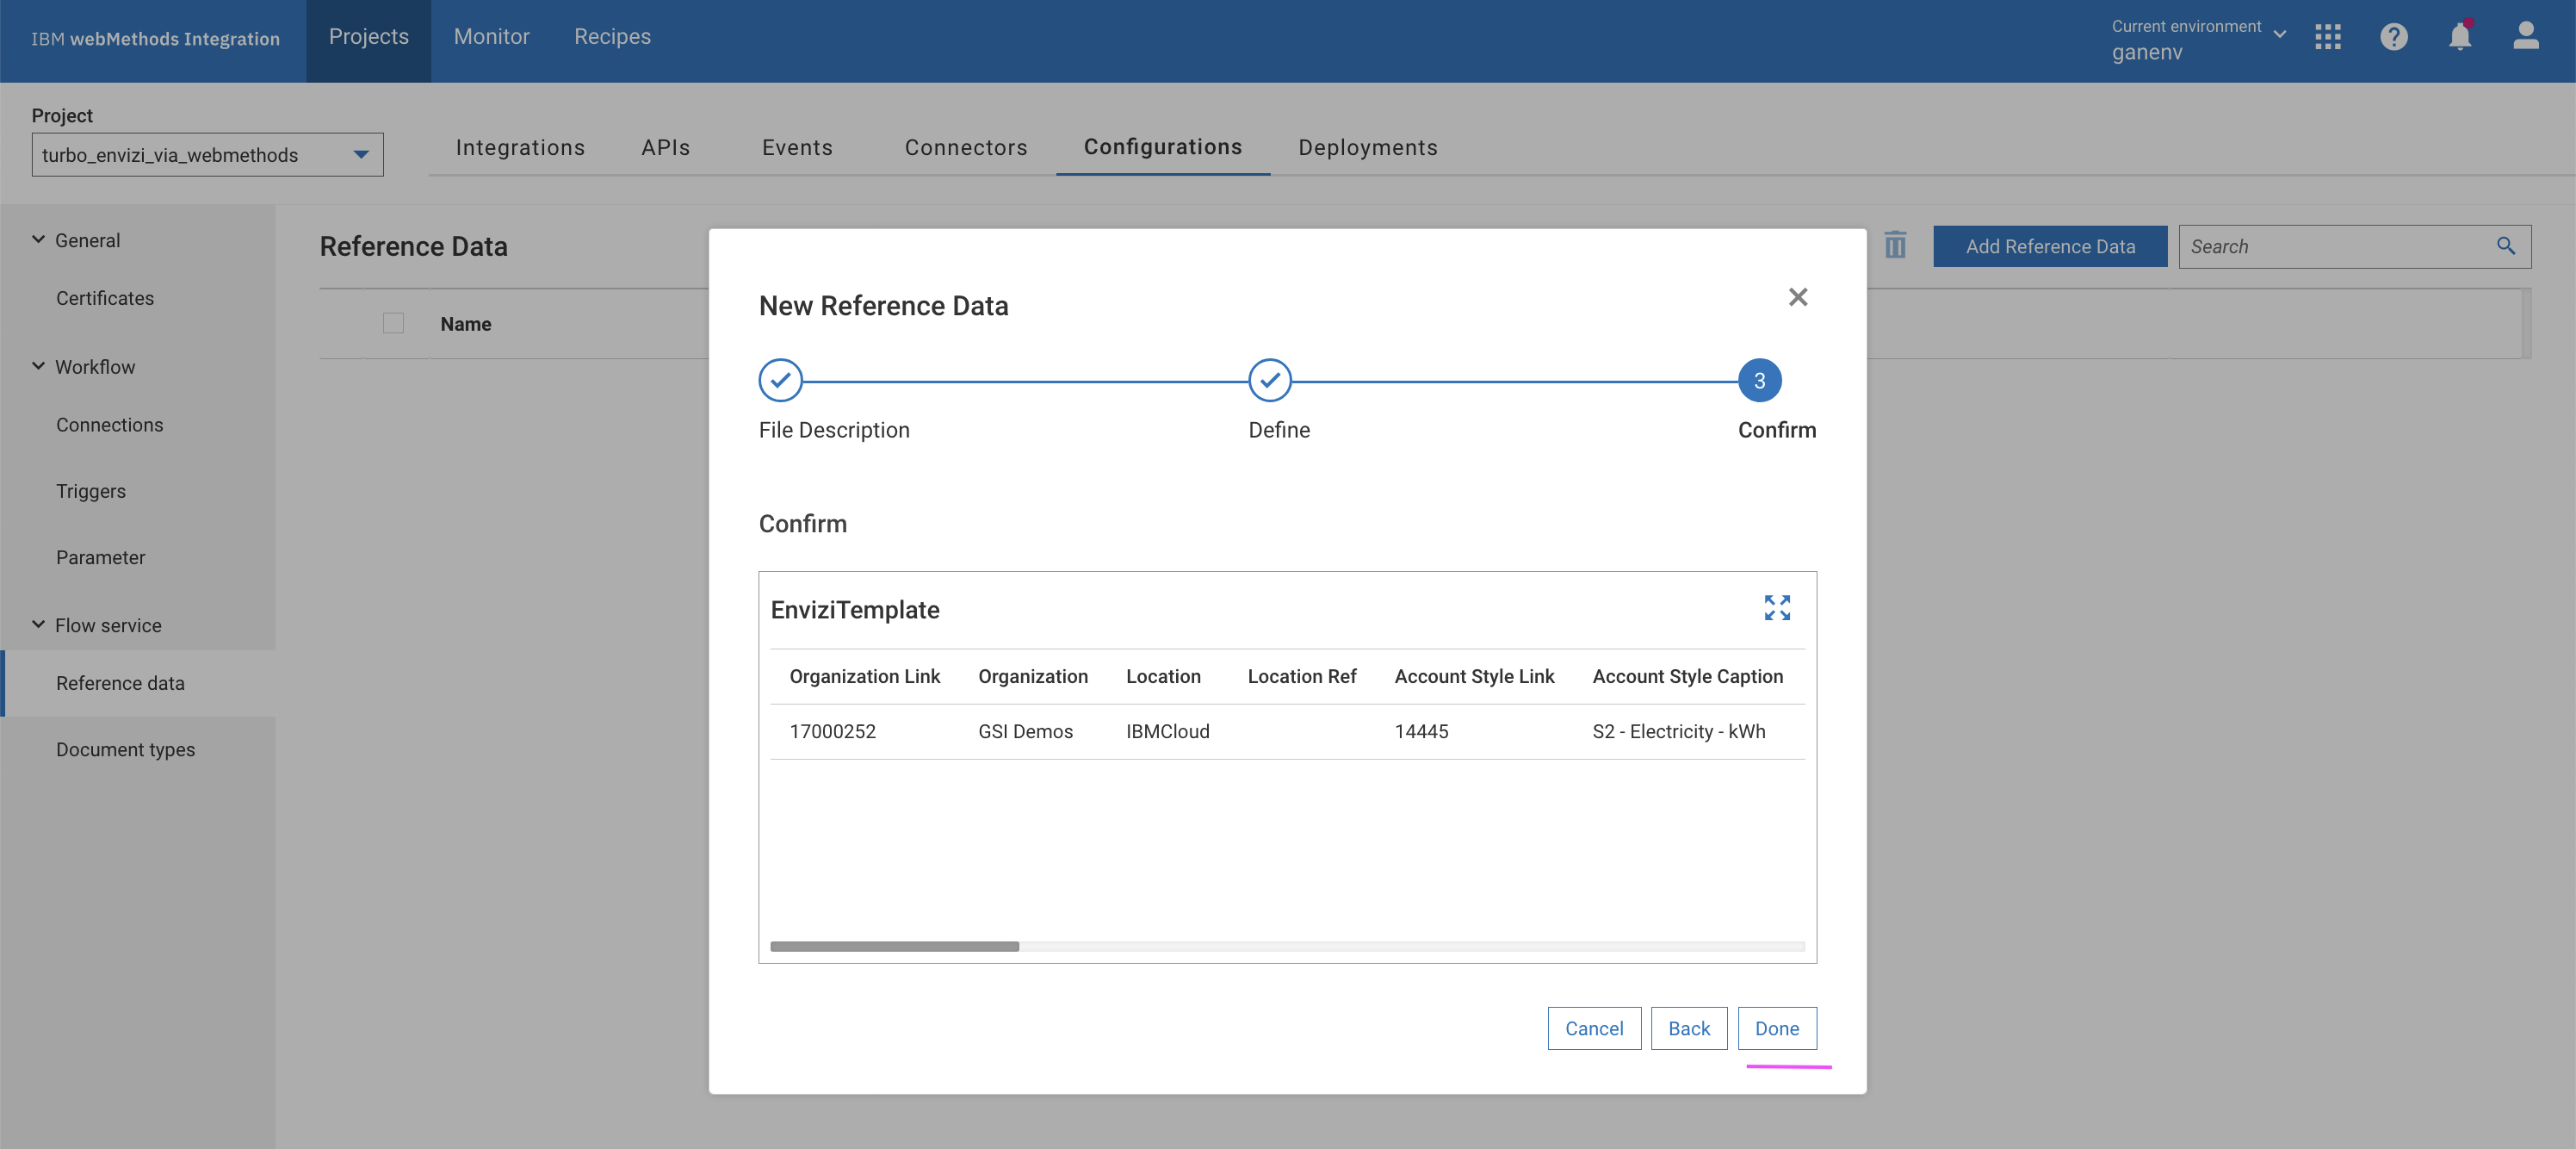 IBM webMethods Integration
Projects
Monitor
Recipes
Current environment
ganenv
Project
turbo_envizi_via_webmethods
Integrations
APIs
Events
Connectors
Configurations
Deployments
General
Certificates
Workflow
Connections
Triggers
Parameter
Flow service
Reference data
Document types
Reference Data
Add Reference Data
Search
Name
New Reference Data
3
File Description
Define
Confirm
Confirm
EnviziTemplate
Organization Link Organization Location Location Ref Account Style Link Account Style Caption
17000252 GSI Demos IBMCloud 14445 S2 - Electricity - kWh
Cancel
Back
Done